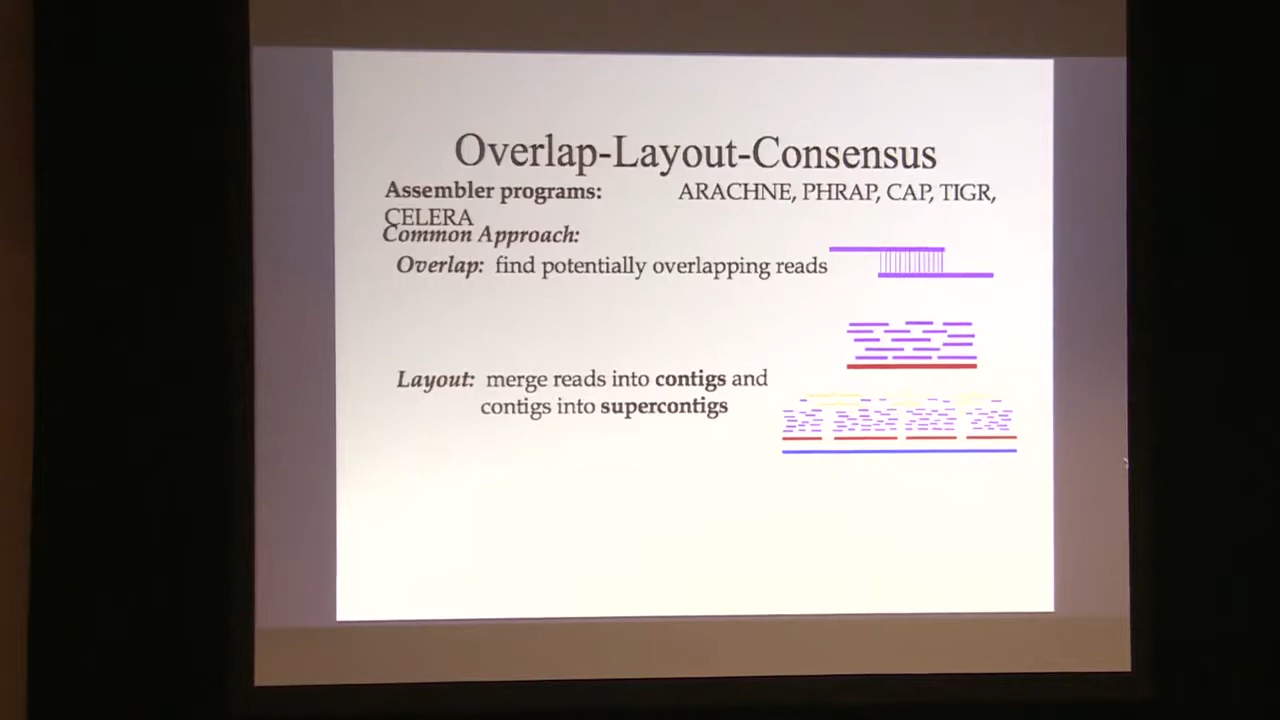 Overlap-Layout-Consensus
Assembler programs: ARACHNE, PHRAP, CAP, TIGR,
CELERA
Common Approach:
Overlap: find potentially overlapping reads
Layout: merge reads into contigs and
contigs into supercontigs